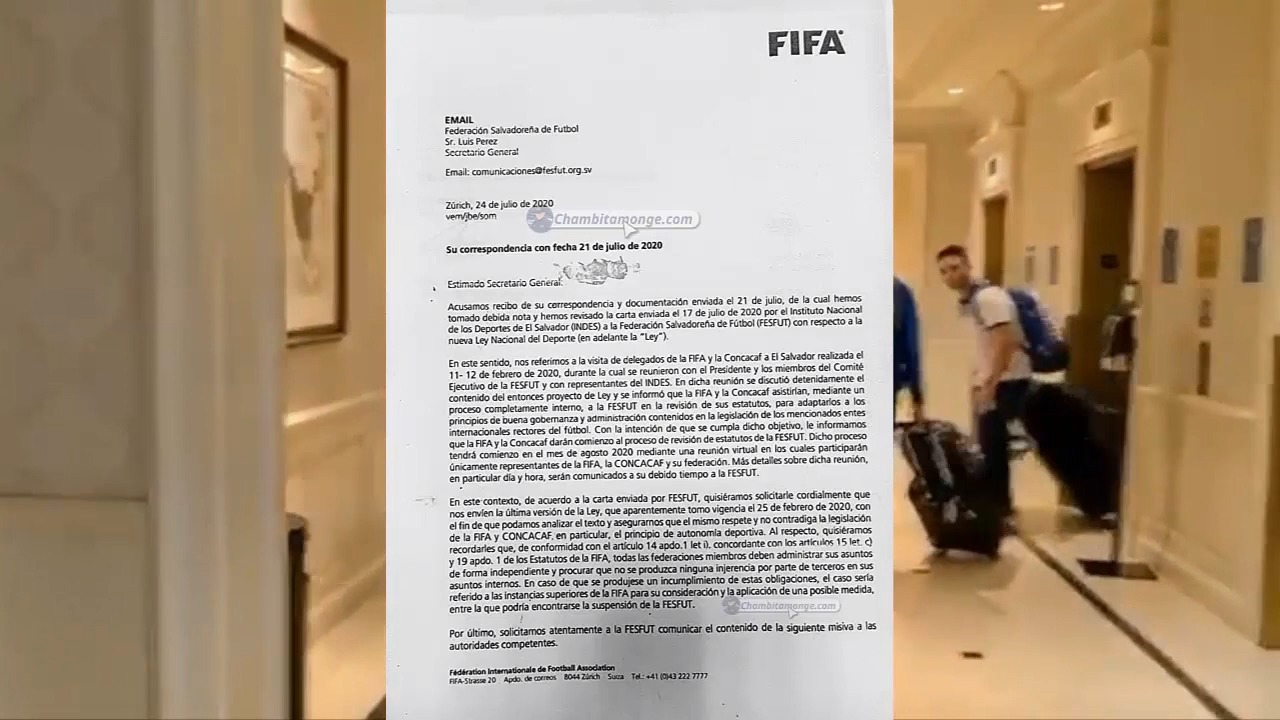 FIFA
EMAIL
Federación Salvadoreña de Futbol
Sr. Luis Perez
Secretario General
Email: comunicaciones@fesfut.org.sv
Zúrich, 24 de julio de 2020
vem/jbe/som
Chambitamonge.com
Su correspondencia con fecha 21 de julio de 2020
Estimado Secretario General:
Acusamos recibo de su correspondencia y documentación enviada el 21 de julio, de la cual hemos
tomado debida nota y hemos revisado la carta enviada el 17 de julio de 2020 por el Instituto Nacional
de los Deportes de El Salvador (INDES) a la Federación Salvadoreña de Fútbol (FESFUT) con respecto a la
nueva Ley Nacional del Deporte (en adelante la "Ley").
En este sentido, nos referimos a la visita de delegados de la FIFA y la Concacaf a El Salvador realizada el
11- 12 de febrero de 2020, durante la cual se reunieron con el Presidente y los miembros del Comité
Ejecutivo de la FESFUT y con representantes del INDES. En dicha reunión se discutió detenidamente el
contenido del entonces proyecto de Ley y se informó que la FIFA y la Concacaf asistirían, mediante un
proceso completamente interno, a la FESFUT en la revisión de sus estatutos, para adaptarlos a los
principios de buena gobernanza y administración contenidos en la legislación de los mencionados entes
internacionales rectores del fútbol. Con la intención de que se cumpla dicho objetivo, le informamos
que la FIFA y la Concacaf darán comienzo al proceso de revisión de estatutos de la FESFUT. Dicho proceso
tendrá comienzo en el mes de agosto 2020 mediante una reunión virtual en los cuales participarán
únicamente representantes de la FIFA, la CONCACAF y su federación. Más detalles sobre dicha reunión,
en particular día y hora, serán comunicados a su debido tiempo a la FESFUT.
En este contexto, de acuerdo a la carta enviada por FESFUT, quisiéramos solicitarle cordialmente que
nos envíen la última versión de la Ley, que aparentemente tomo vigencia el 25 de febrero de 2020, con
el fin de que podamos analizar el texto y asegurarnos que el mismo respete y no contradiga la legislación
de la FIFA y CONCACAF, en particular, el principio de autonomía deportiva. Al respecto, quisiéramos
recordarles que, de conformidad con el artículo 14 apdo.1 let i), concordante con los artículos 15 let. c)
y 19 apdo. 1 de los Estatutos de la FIFA, todas las federaciones miembros deben administrar sus asuntos
de forma independiente y procurar que no se produzca ninguna injerencia por parte de terceros en sus
asuntos internos. En caso de que se produjese un incumplimiento de estas obligaciones, el caso sería
referido a las instancias superiores de la FIFA para su consideración y la aplicación de una posible medida,
entre la que podría encontrarse la suspensión de la FESFUT.
Chambitamonge.com
Por último, solicitamos atentamente a la FESFUT comunicar el contenido de la siguiente misiva a las
autoridades competentes.
Fédération Internationale de Football Association
FIFA-Strasse 20 Apdo. de correos 8044 Zürich Suiza Tel.: +41 (0)43 222 7777